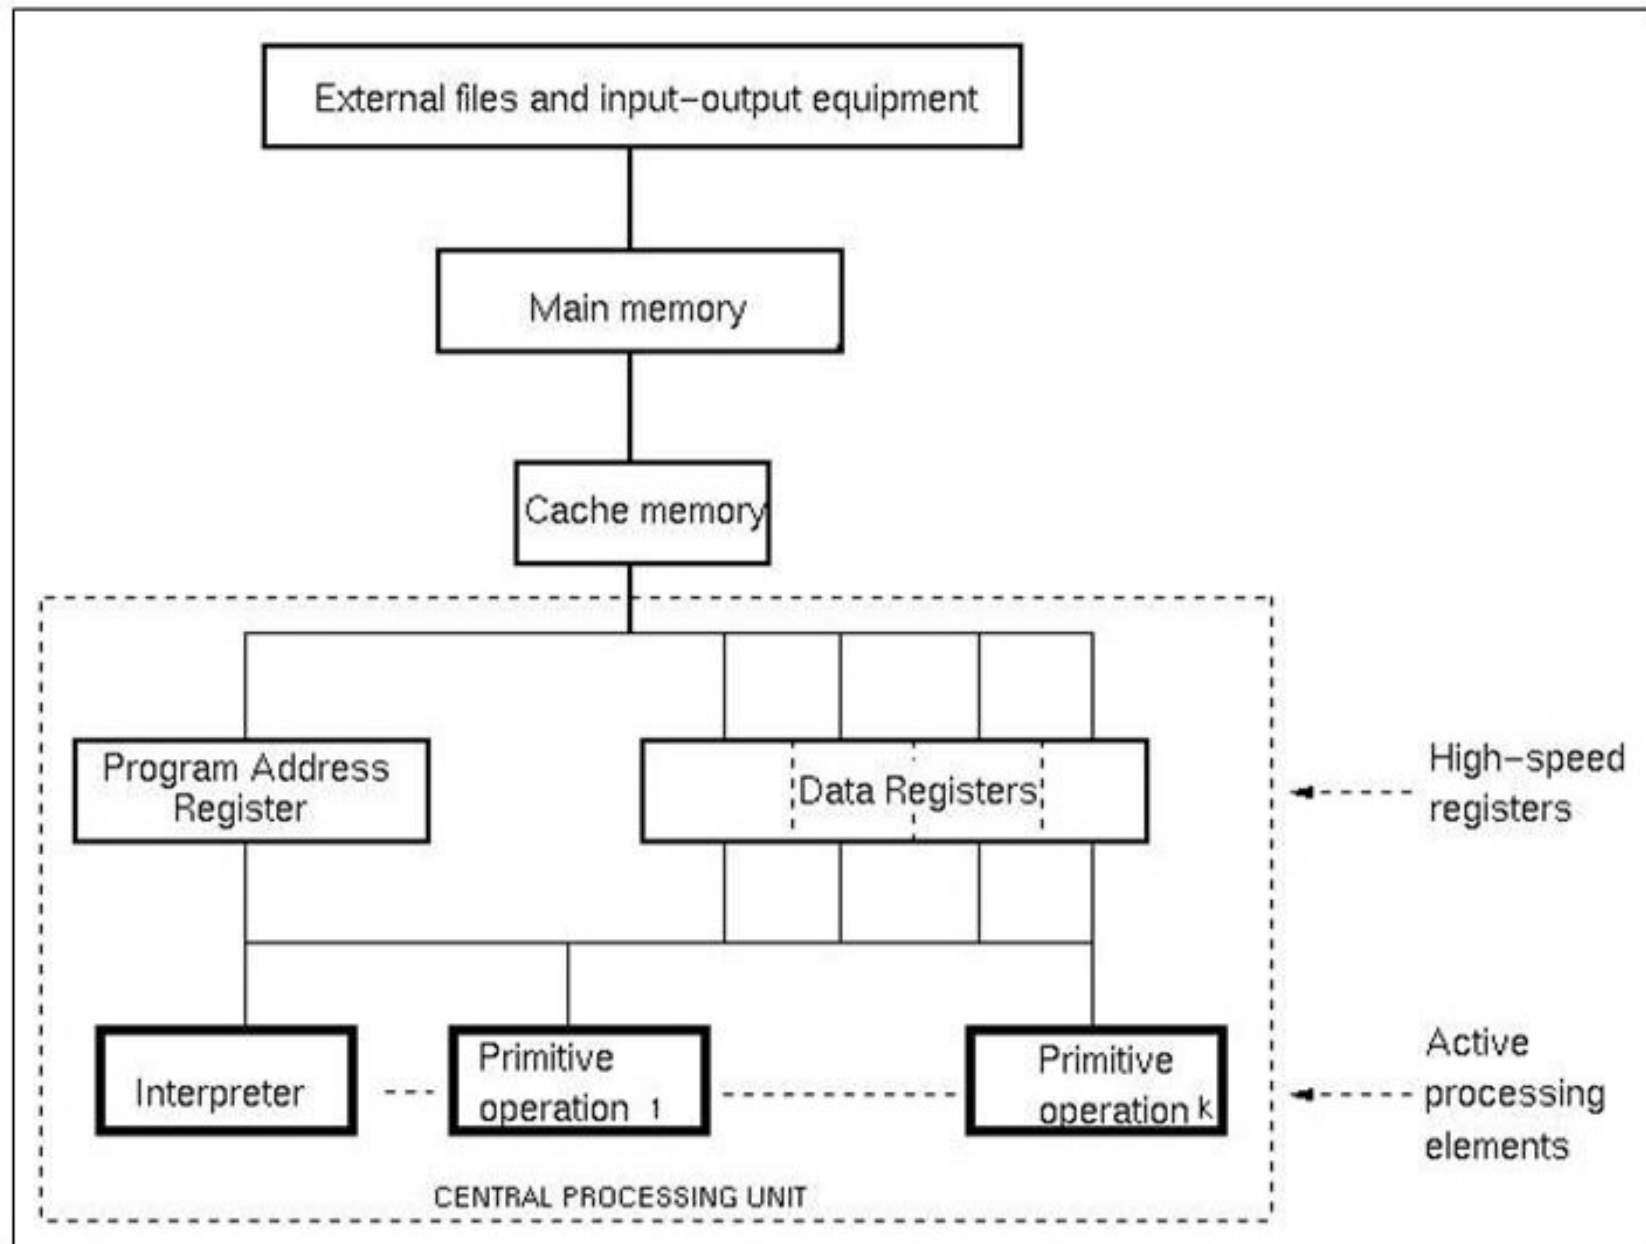 External files and input-output equipment
Main memory
Cache memory
Program Address
Register
Data Registers
High-speed
registers
Interpreter
Primitive
operation 1
Primitive
operation k
Active
processing
elements
CENTRAL PROCESSING UNIT